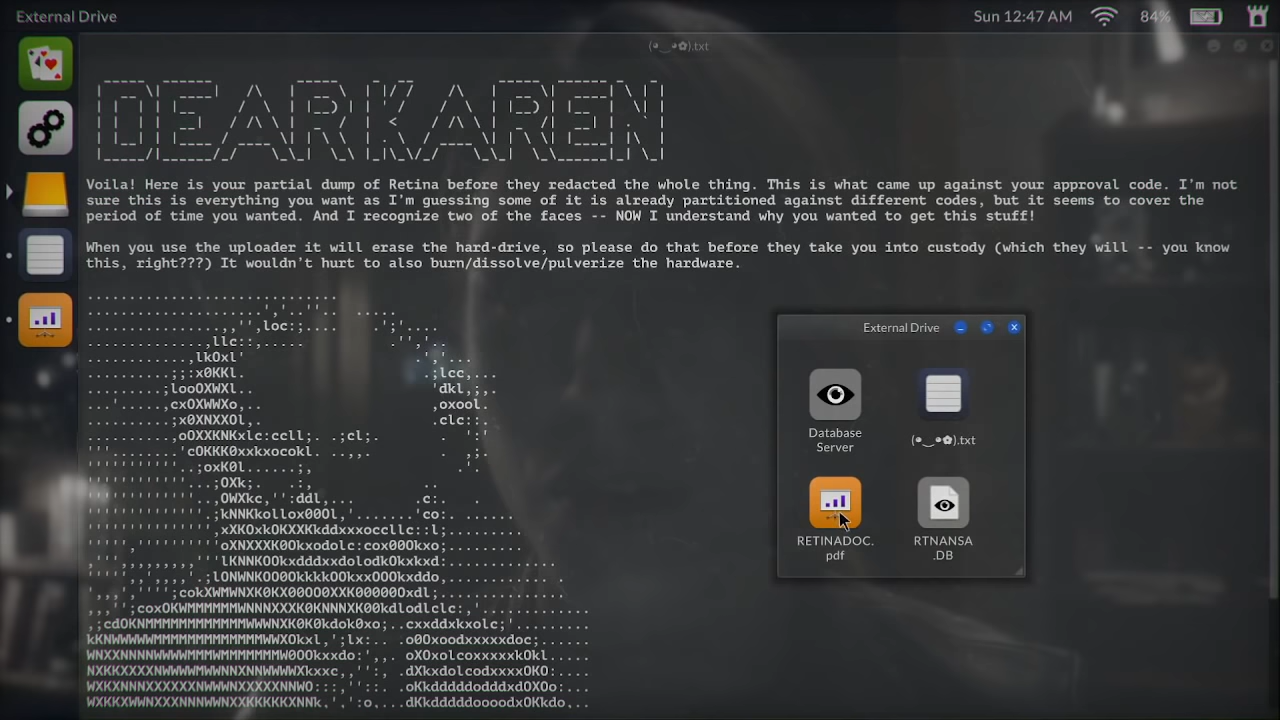 External Drive
Sun 12:47 AM
84%
(◕‿◕✿).txt
DEAR KAREN
Voila! Here is your partial dump of Retina before they redacted the whole thing. This is what came up against your approval code. I'm not
sure this is everything you want as I'm guessing some of it is already partitioned against different codes, but it seems to cover the
period of time you wanted. And I recognize two of the faces -- NOW I understand why you wanted to get this stuff!
When you use the uploader it will erase the hard-drive, so please do that before they take you into custody (which they will -- you know
this, right???) It wouldn't hurt to also burn/dissolve/pulverize the hardware.
External Drive
Database
Server
(◕‿◕✿).txt
RETINADOC.
pdf
RTNANSA
.DB